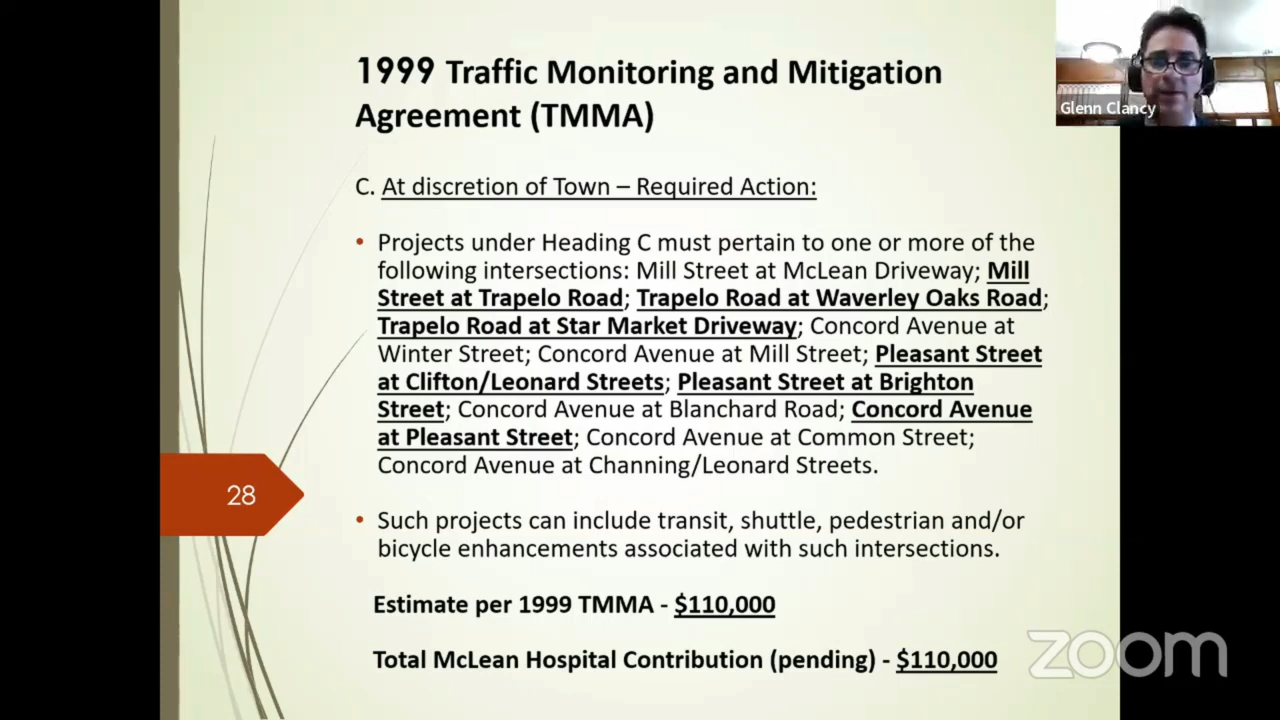 1999 Traffic Monitoring and Mitigation
Agreement (TMMA)
Glenn Clancy
C. At discretion of Town – Required Action:
• Projects under Heading C must pertain to one or more of the
following intersections: Mill Street at McLean Driveway; Mill
Street at Trapelo Road; Trapelo Road at Waverley Oaks Road;
Trapelo Road at Star Market Driveway; Concord Avenue at
Winter Street; Concord Avenue at Mill Street; Pleasant Street
at Clifton/Leonard Streets; Pleasant Street at Brighton
Street; Concord Avenue at Blanchard Road; Concord Avenue
at Pleasant Street; Concord Avenue at Common Street;
Concord Avenue at Channing/Leonard Streets.
28
• Such projects can include transit, shuttle, pedestrian and/or
bicycle enhancements associated with such intersections.
Estimate per 1999 TMMA - $110,000
Total McLean Hospital Contribution (pending) - $110,000
zoom